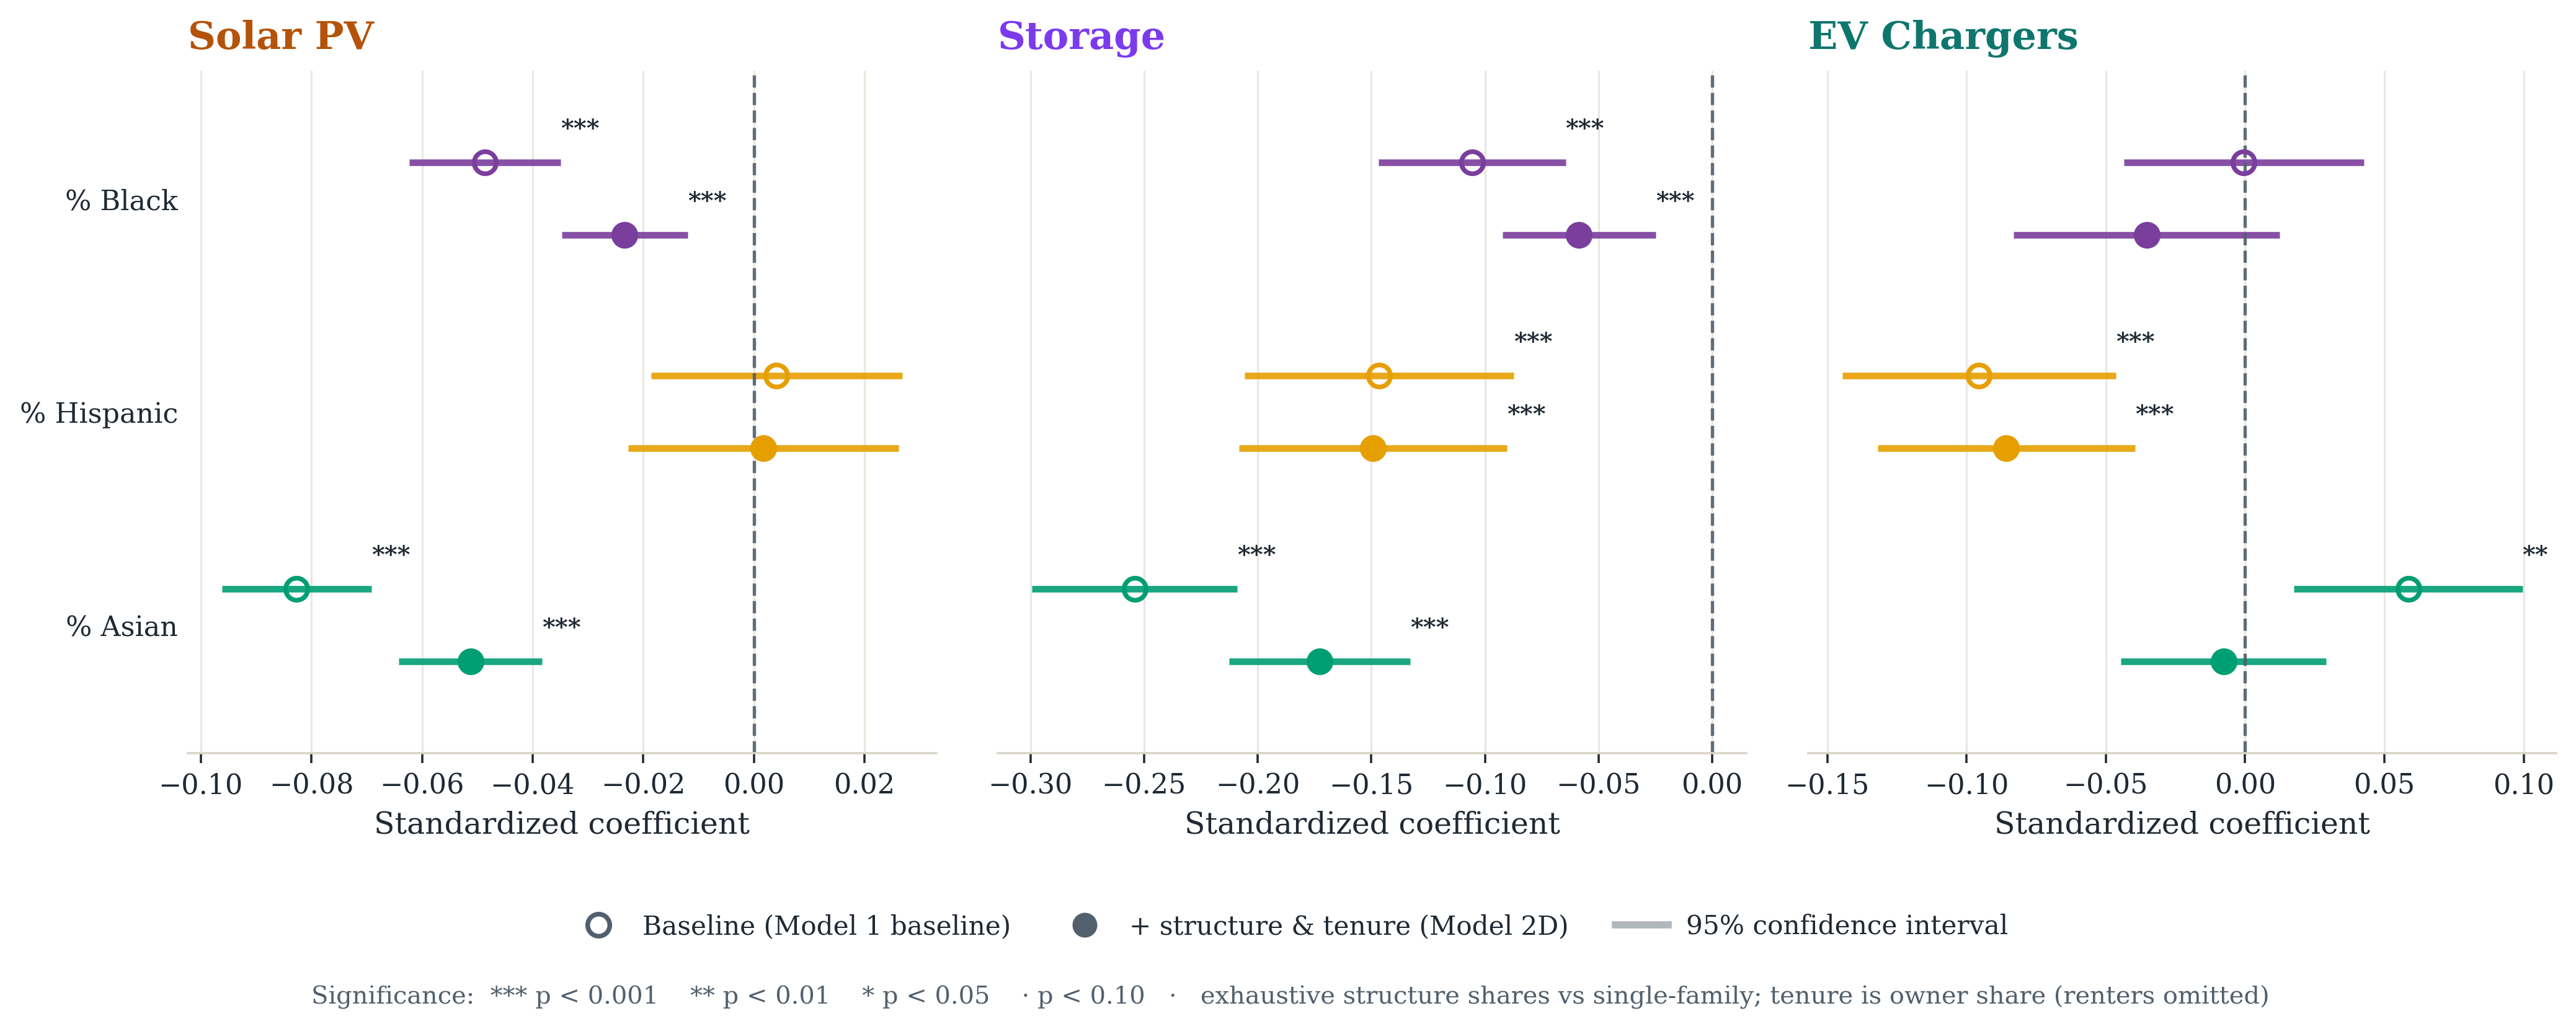 Solar PV
Storage
EV Chargers
***
***
% Black
***
***
***
***
% Hispanic
***
***
***
***
**
% Asian
***
***
−0.10 −0.08 −0.06 −0.04 −0.02 0.00 0.02
−0.30 −0.25 −0.20 −0.15 −0.10 −0.05 0.00
−0.15 −0.10 −0.05 0.00 0.05 0.10
Standardized coefficient
Standardized coefficient
Standardized coefficient
Baseline (Model 1 baseline)
+ structure & tenure (Model 2D)
95% confidence interval
Significance: *** p < 0.001 ** p < 0.01 * p < 0.05 · p < 0.10 · exhaustive structure shares vs single-family; tenure is owner share (renters omitted)